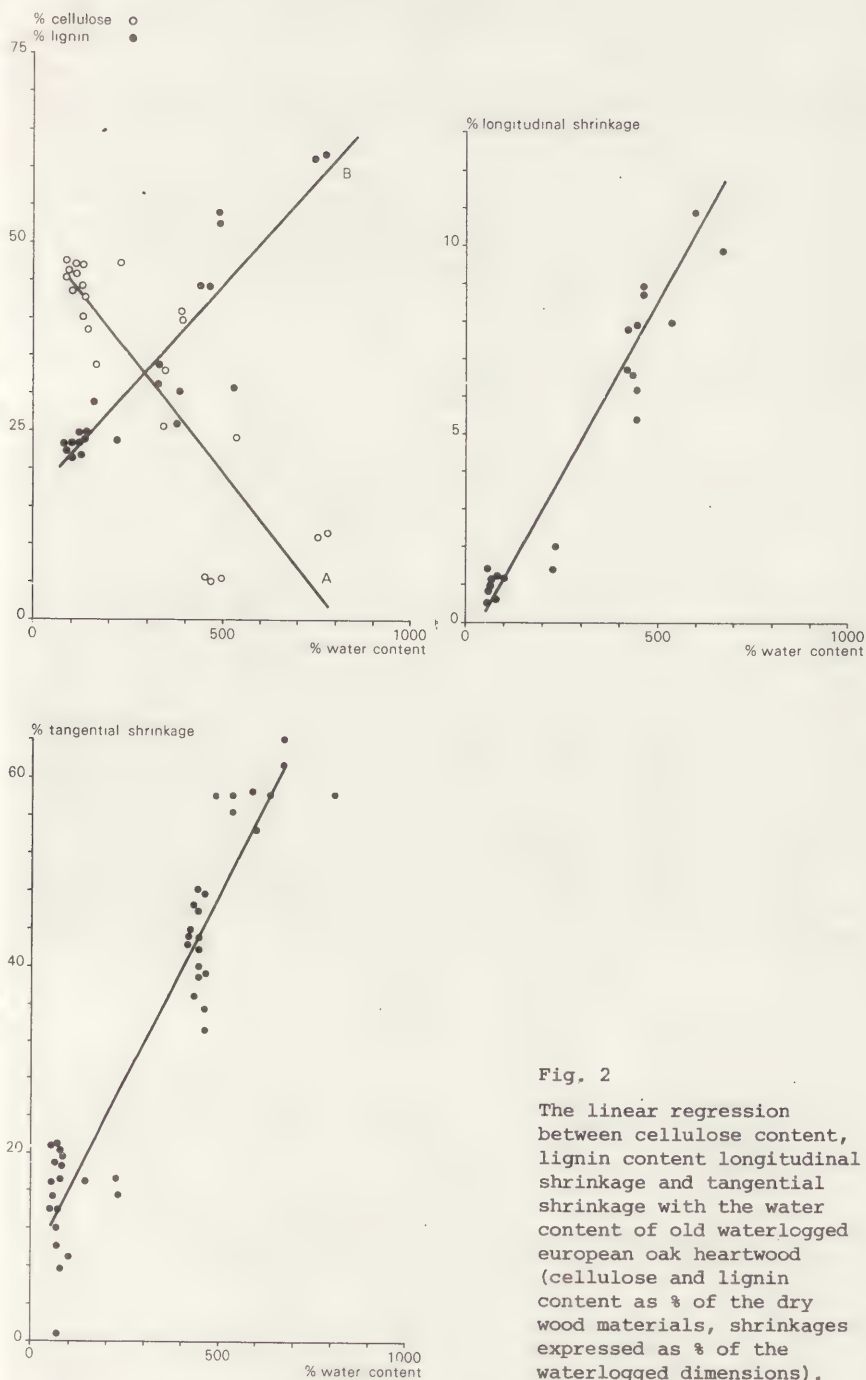 % cellulose o
% lignin ●
75
50
25
0
0
500
1000
% water content
B
A
% longitudinal shrinkage
10
5
0
0
500
1000
% water content
% tangential shrinkage
60
40
20
0
0
500
1000
% water content
Fig. 2
The linear regression
between cellulose content,
lignin content longitudinal
shrinkage and tangential
shrinkage with the water
content of old waterlogged
european oak heartwood
(cellulose and lignin
content as % of the dry
wood materials, shrinkages
expressed as % of the
waterlogged dimensions).